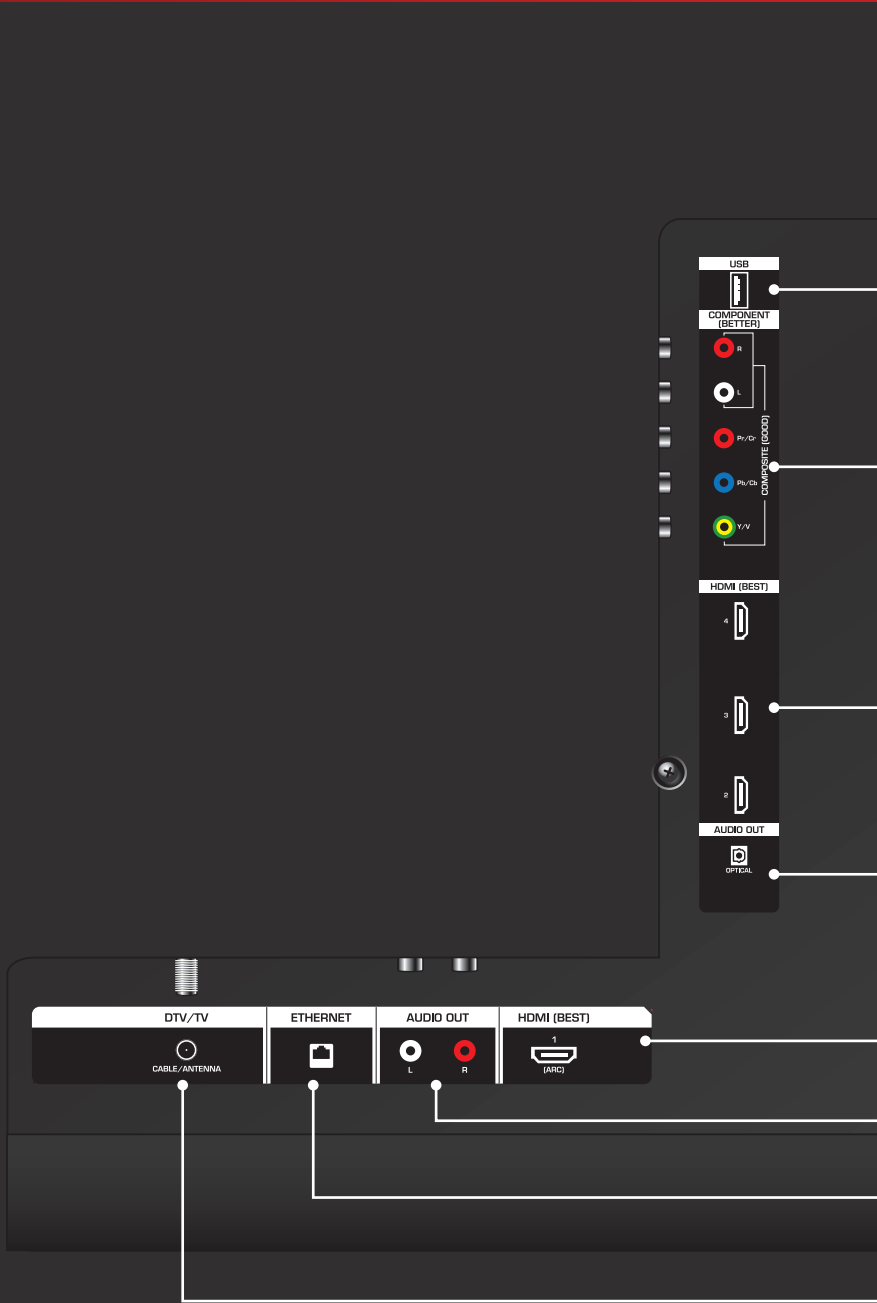 USB
COMPONENT
(BETTER)
R
L
Pr/Cr
Pb/Cb
Y/V
COMPOSITE (GOOD)
HDMI (BEST)
4
3
2
AUDIO OUT
OPTICAL
DTV/TV
CABLE/ANTENNA
ETHERNET
AUDIO OUT
L
R
HDMI (BEST)
1
(ARC)